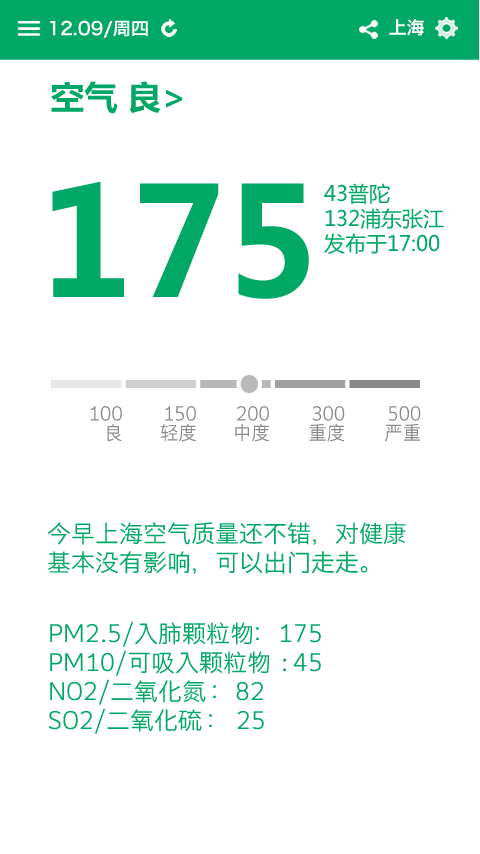 12.09/周四
上海
空气 良>
175
43普陀
132浦东张江
发布于17:00
100 150 200 300 500
良 轻度 中度 重度 严重
今早上海空气质量还不错，对健康
基本没有影响，可以出门走走。
PM2.5/入肺颗粒物： 175
PM10/可吸入颗粒物：45
NO2/二氧化氮：82
SO2/二氧化硫： 25